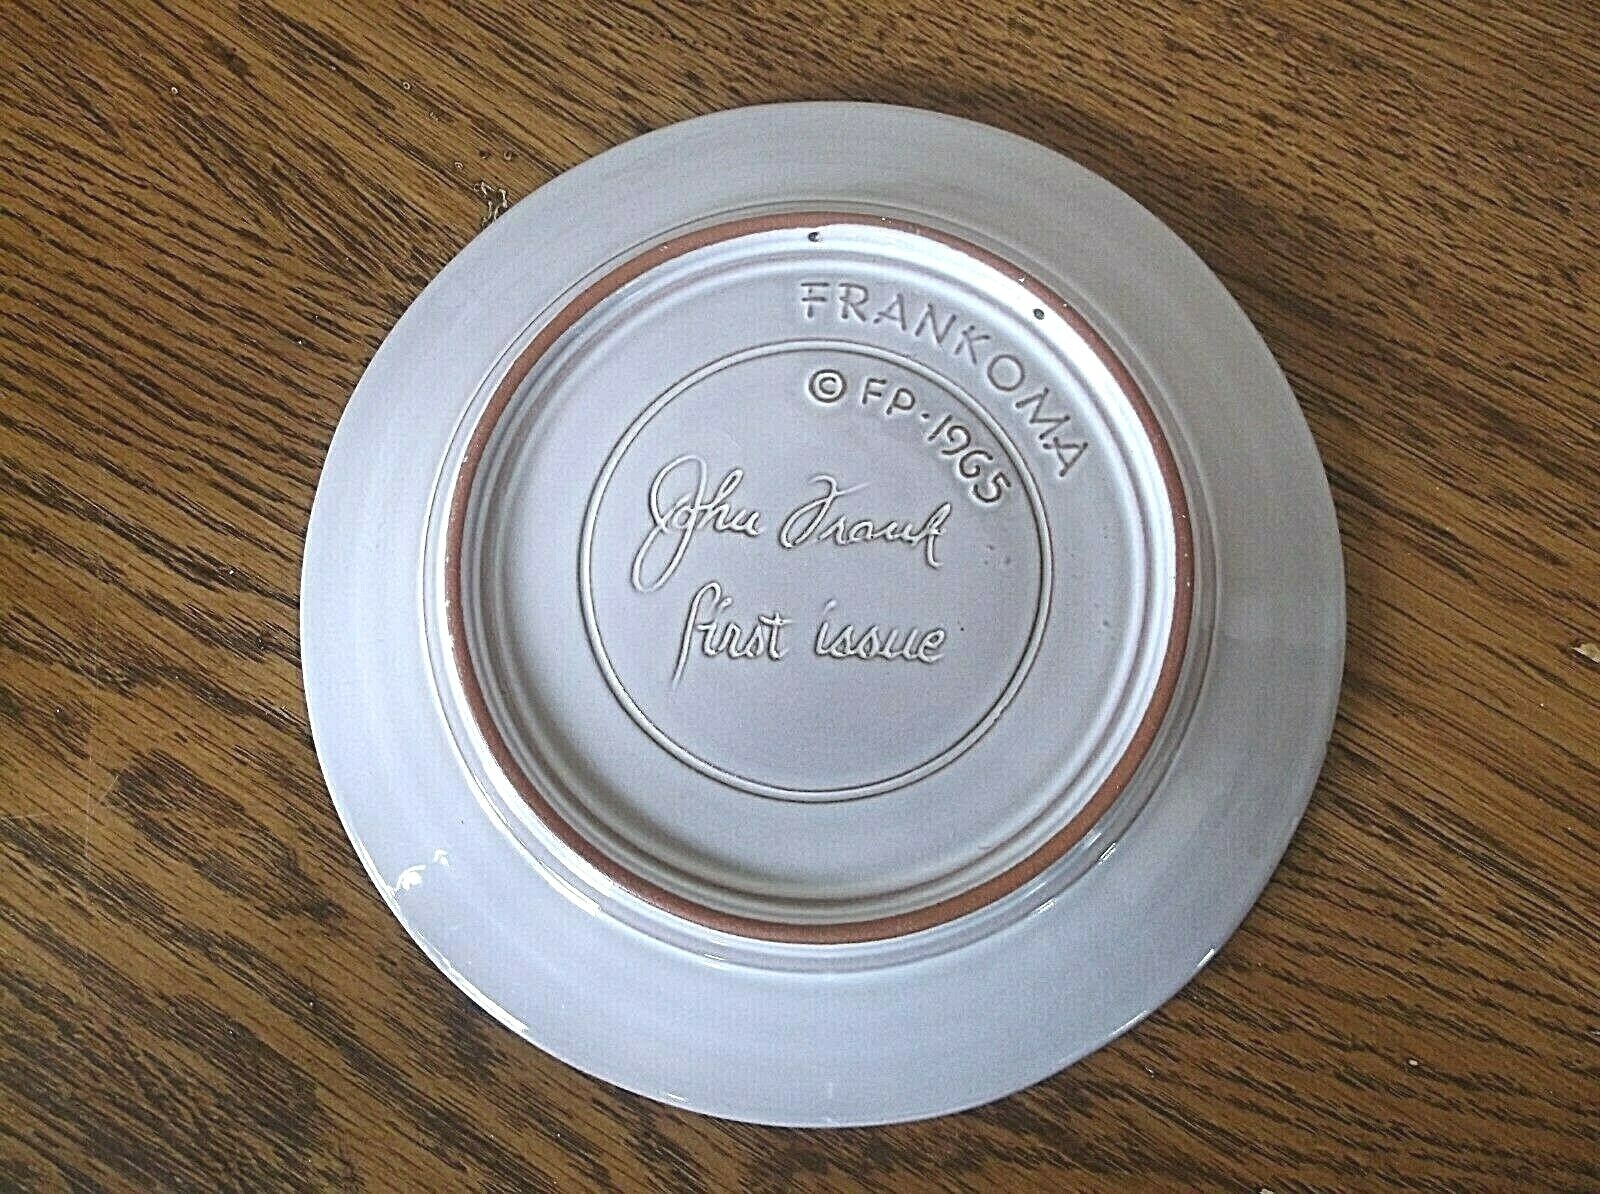 FRANKOMA
© FP·1965
John Frank
first issue